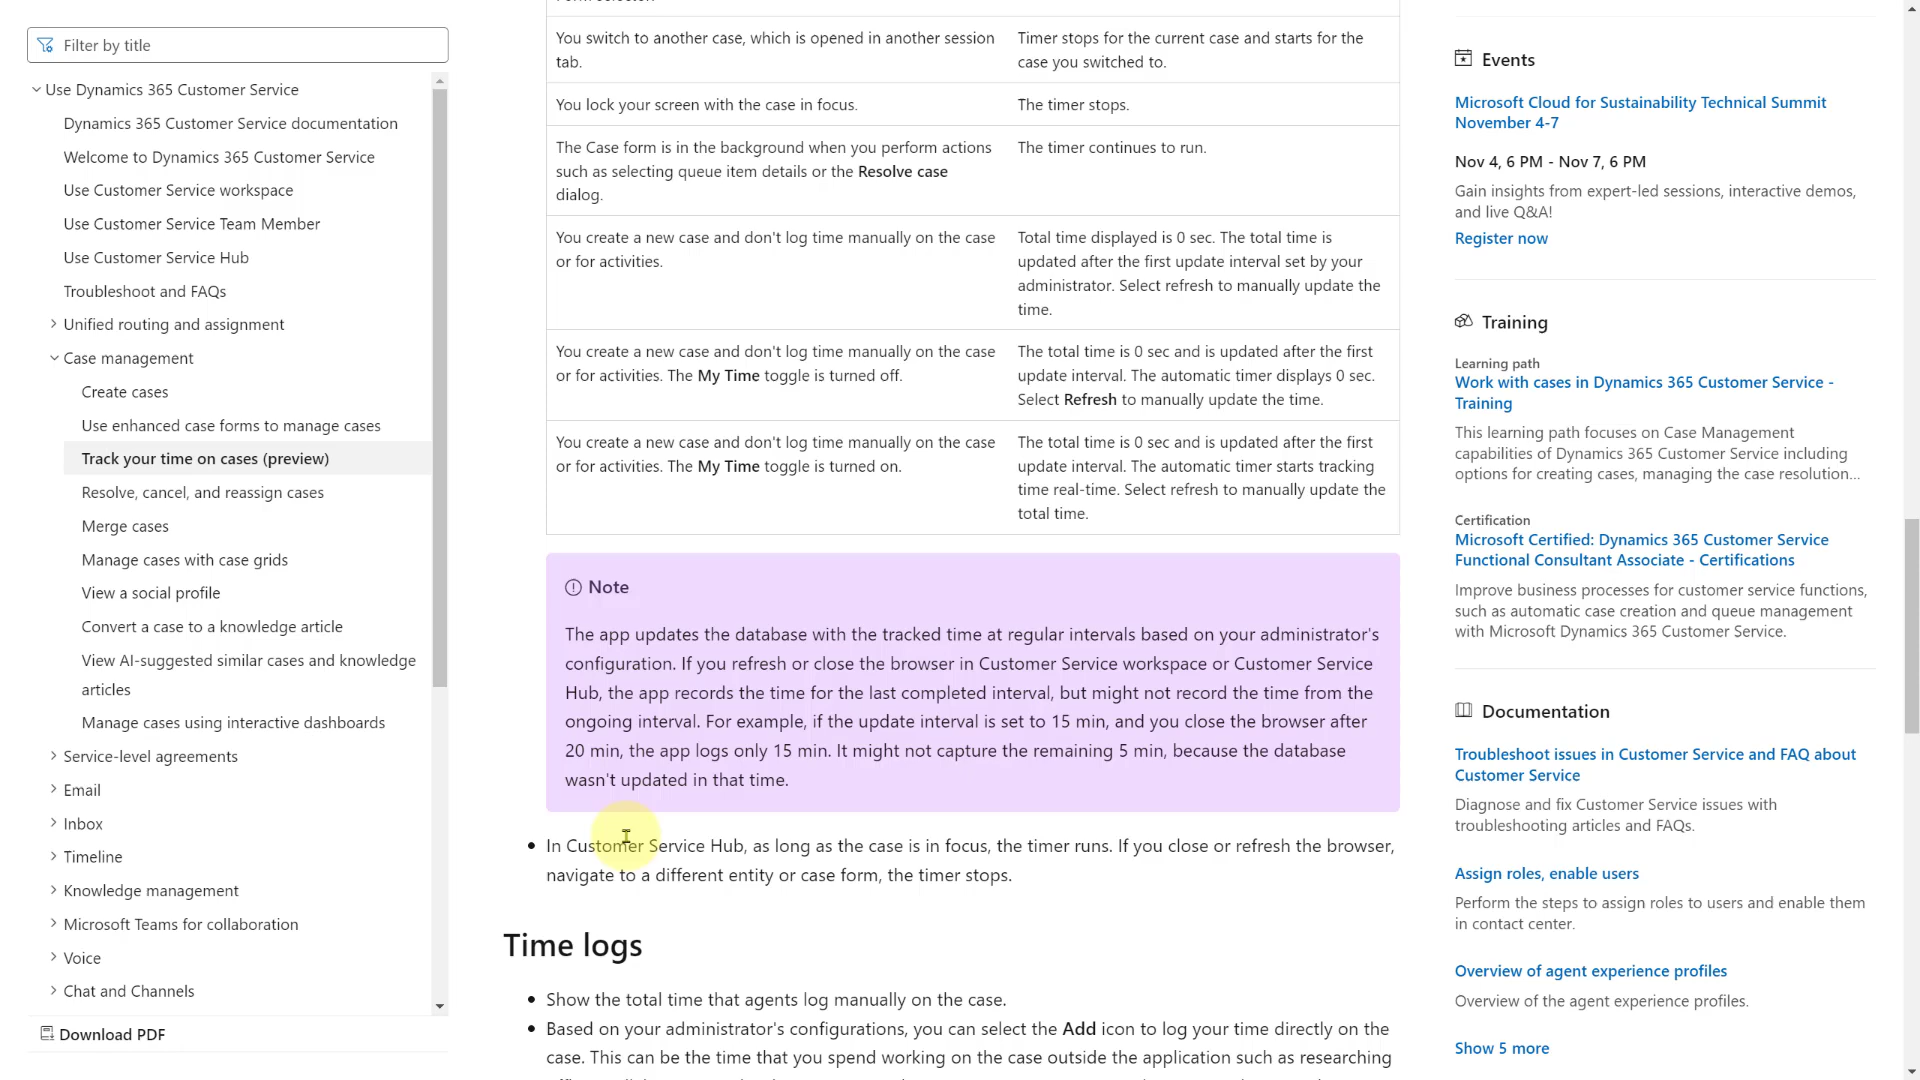 Filter by title
Use Dynamics 365 Customer Service
Dynamics 365 Customer Service documentation
Welcome to Dynamics 365 Customer Service
Use Customer Service workspace
Use Customer Service Team Member
Use Customer Service Hub
Troubleshoot and FAQs
Unified routing and assignment
Case management
Create cases
Use enhanced case forms to manage cases
Track your time on cases (preview)
Resolve, cancel, and reassign cases
Merge cases
Manage cases with case grids
View a social profile
Convert a case to a knowledge article
View AI-suggested similar cases and knowledge
articles
Manage cases using interactive dashboards
Service-level agreements
Email
Inbox
Timeline
Knowledge management
Microsoft Teams for collaboration
Voice
Chat and Channels
Download PDF
You switch to another case, which is opened in another session
tab.
Timer stops for the current case and starts for the
case you switched to.
You lock your screen with the case in focus.
The timer stops.
The Case form is in the background when you perform actions
such as selecting queue item details or the Resolve case
dialog.
The timer continues to run.
You create a new case and don't log time manually on the case
or for activities.
Total time displayed is 0 sec. The total time is
updated after the first update interval set by your
administrator. Select refresh to manually update the
time.
You create a new case and don't log time manually on the case
or for activities. The My Time toggle is turned off.
The total time is 0 sec and is updated after the first
update interval. The automatic timer displays 0 sec.
Select Refresh to manually update the time.
You create a new case and don't log time manually on the case
or for activities. The My Time toggle is turned on.
The total time is 0 sec and is updated after the first
update interval. The automatic timer starts tracking
time real-time. Select refresh to manually update the
total time.
Note
The app updates the database with the tracked time at regular intervals based on your administrator's
configuration. If you refresh or close the browser in Customer Service workspace or Customer Service
Hub, the app records the time for the last completed interval, but might not record the time from the
ongoing interval. For example, if the update interval is set to 15 min, and you close the browser after
20 min, the app logs only 15 min. It might not capture the remaining 5 min, because the database
wasn't updated in that time.
• In Customer Service Hub, as long as the case is in focus, the timer runs. If you close or refresh the browser,
navigate to a different entity or case form, the timer stops.
Time logs
• Show the total time that agents log manually on the case.
• Based on your administrator's configurations, you can select the Add icon to log your time directly on the
case. This can be the time that you spend working on the case outside the application such as researching
Events
Microsoft Cloud for Sustainability Technical Summit
November 4-7
Nov 4, 6 PM - Nov 7, 6 PM
Gain insights from expert-led sessions, interactive demos,
and live Q&A!
Register now
Training
Learning path
Work with cases in Dynamics 365 Customer Service -
Training
This learning path focuses on Case Management
capabilities of Dynamics 365 Customer Service including
options for creating cases, managing the case resolution...
Certification
Microsoft Certified: Dynamics 365 Customer Service
Functional Consultant Associate - Certifications
Improve business processes for customer service functions,
such as automatic case creation and queue management
with Microsoft Dynamics 365 Customer Service.
Documentation
Troubleshoot issues in Customer Service and FAQ about
Customer Service
Diagnose and fix Customer Service issues with
troubleshooting articles and FAQs.
Assign roles, enable users
Perform the steps to assign roles to users and enable them
in contact center.
Overview of agent experience profiles
Overview of the agent experience profiles.
Show 5 more